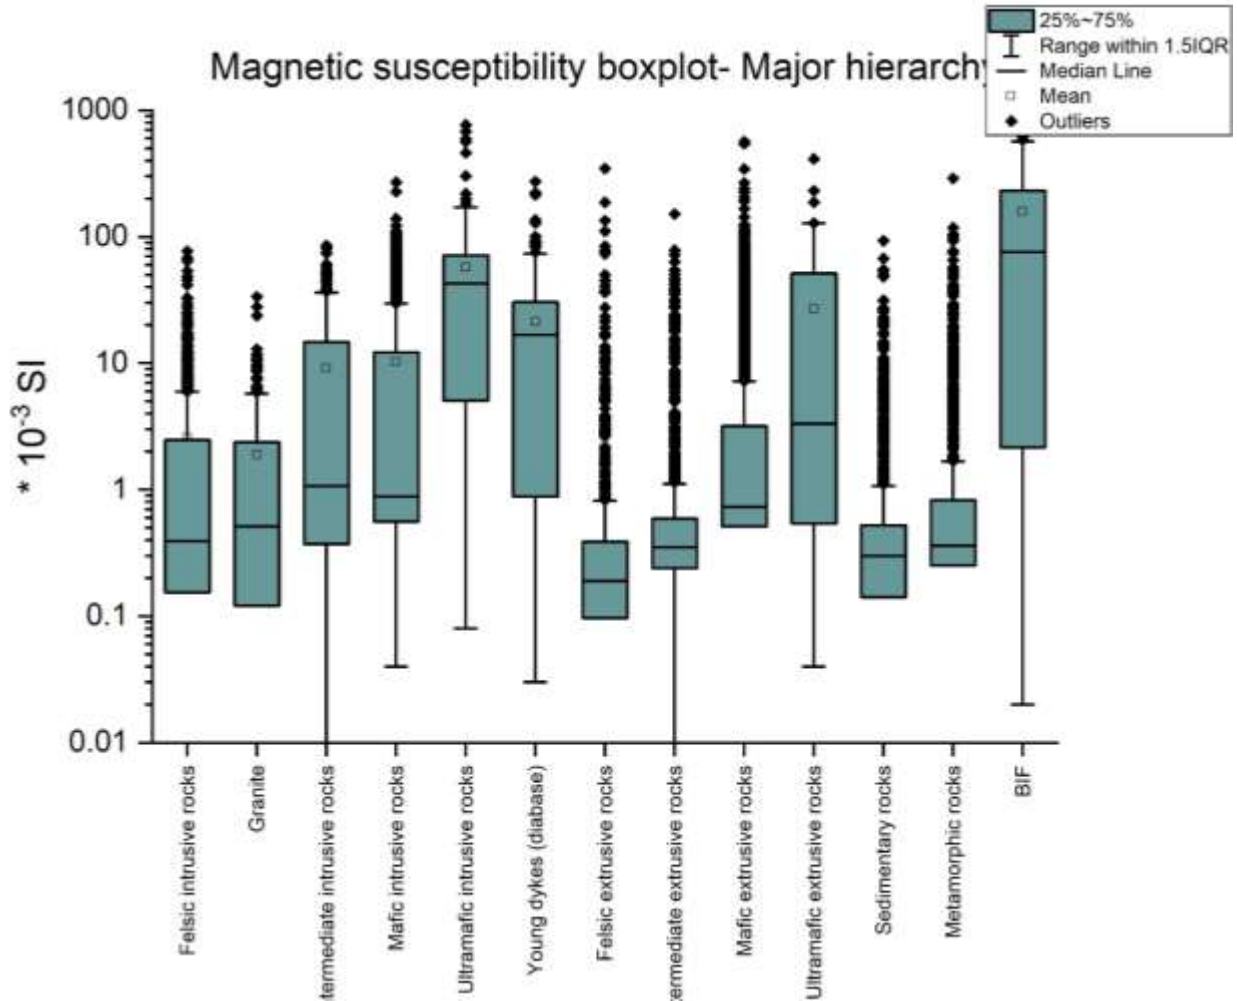 25%~75%
Range within 1.5IQR
Median Line
Mean
Outliers
Magnetic susceptibility boxplot- Major hierarchy
* 10-3 SI
1000
100
10
1
0.1
0.01
Felsic intrusive rocks
Granite
ntermediate intrusive rocks
Mafic intrusive rocks
Ultramafic intrusive rocks
Young dykes (diabase)
Felsic extrusive rocks
termediate extrusive rocks
Mafic extrusive rocks
Ultramafic extrusive rocks
Sedimentary rocks
Metamorphic rocks
BIF